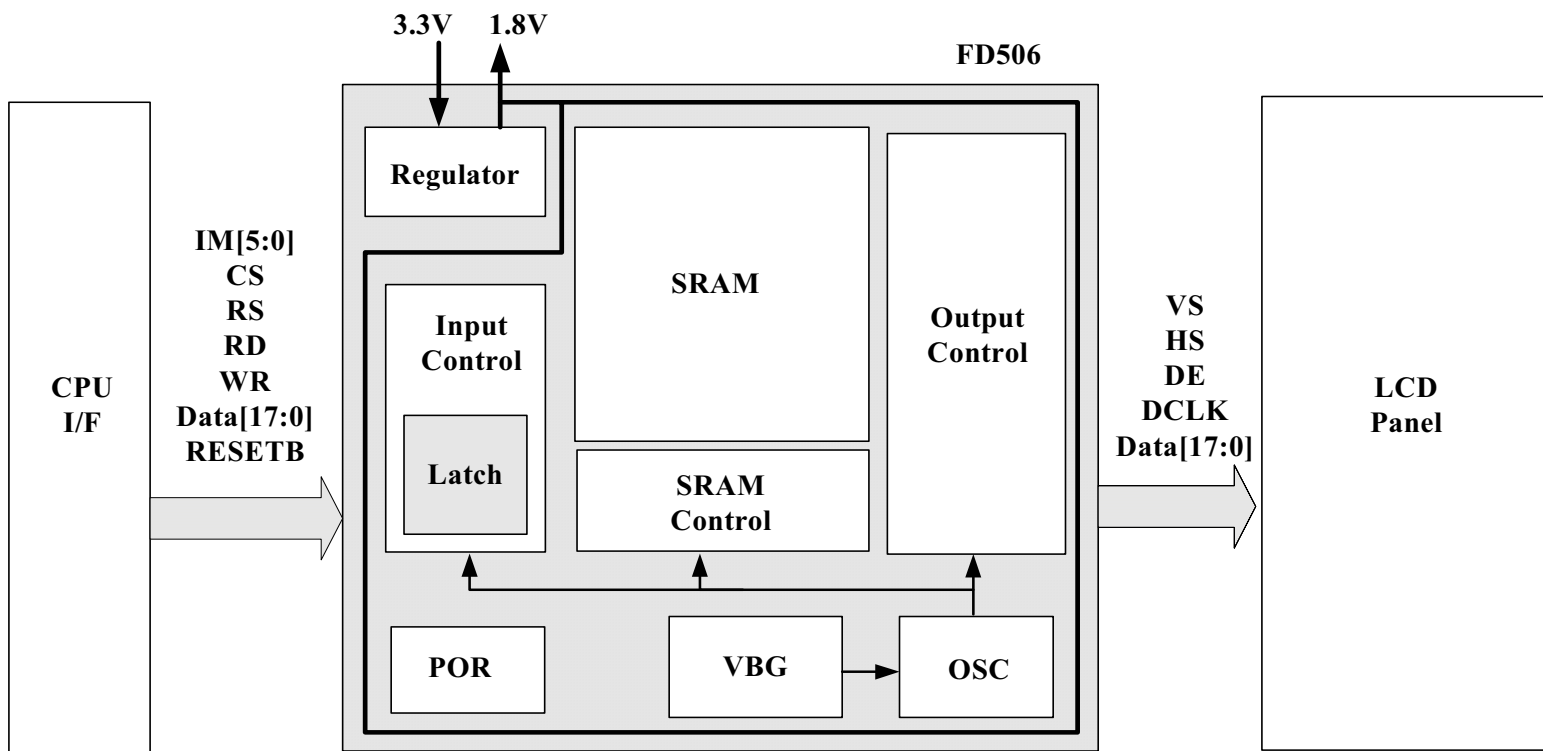 3.3V 1.8V
FD506
Regulator
IM[5:0]
CS
RS
RD
WR
Data[17:0]
RESETB
CPU
I/F
Input
Control
Latch
SRAM
SRAM
Control
Output
Control
VS
HS
DE
DCLK
Data[17:0]
LCD
Panel
POR
VBG
OSC